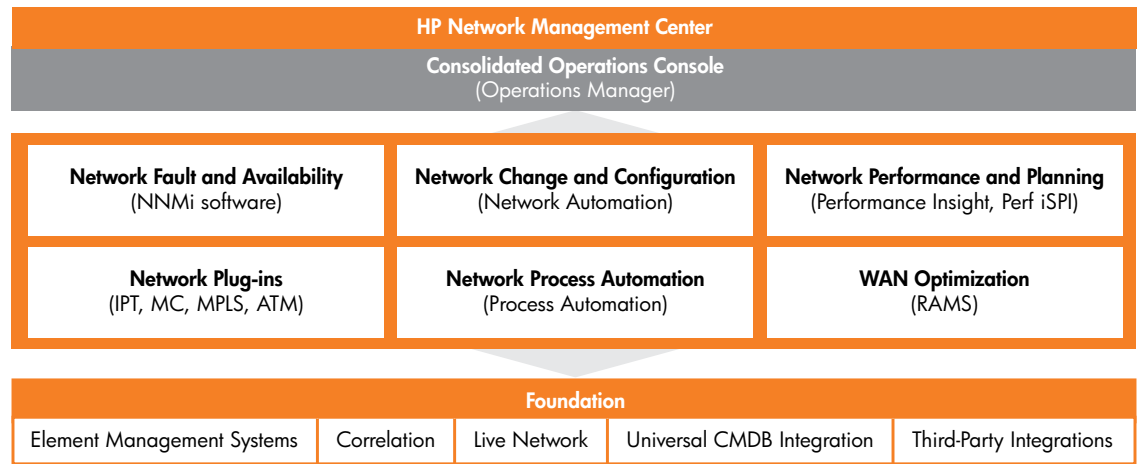 HP Network Management Center
Consolidated Operations Console
(Operations Manager)
Network Fault and Availability
(NNMi software)
Network Change and Configuration
(Network Automation)
Network Performance and Planning
(Performance Insight, Perf iSPI)
Network Plug-ins
(IPT, MC, MPLS, ATM)
Network Process Automation
(Process Automation)
WAN Optimization
(RAMS)
Foundation
Element Management Systems
Correlation
Live Network
Universal CMDB Integration
Third-Party Integrations